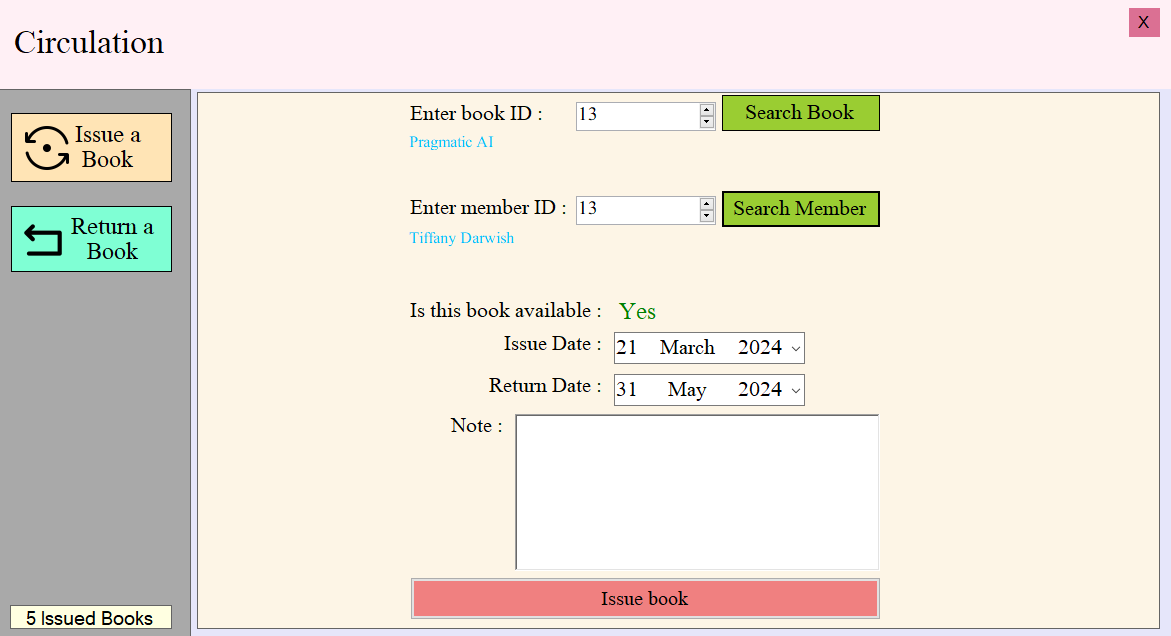 Circulation
X
Issue a
Book
Return a
Book
5 Issued Books
Enter book ID :
13
Search Book
Pragmatic AI
Enter member ID :
13
Search Member
Tiffany Darwish
Is this book available :
Yes
Issue Date :
21 March 2024
Return Date :
31 May 2024
Note :
Issue book